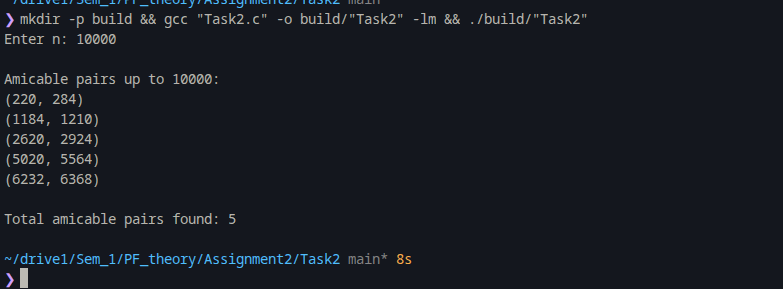 ~/drive1/Sem_1/PF_theory/Assignment2/Task2 main
❯ mkdir -p build && gcc "Task2.c" -o build/"Task2" -lm && ./build/"Task2"
Enter n: 10000
Amicable pairs up to 10000:
(220, 284)
(1184, 1210)
(2620, 2924)
(5020, 5564)
(6232, 6368)
Total amicable pairs found: 5
~/drive1/Sem_1/PF_theory/Assignment2/Task2 main* 8s
❯